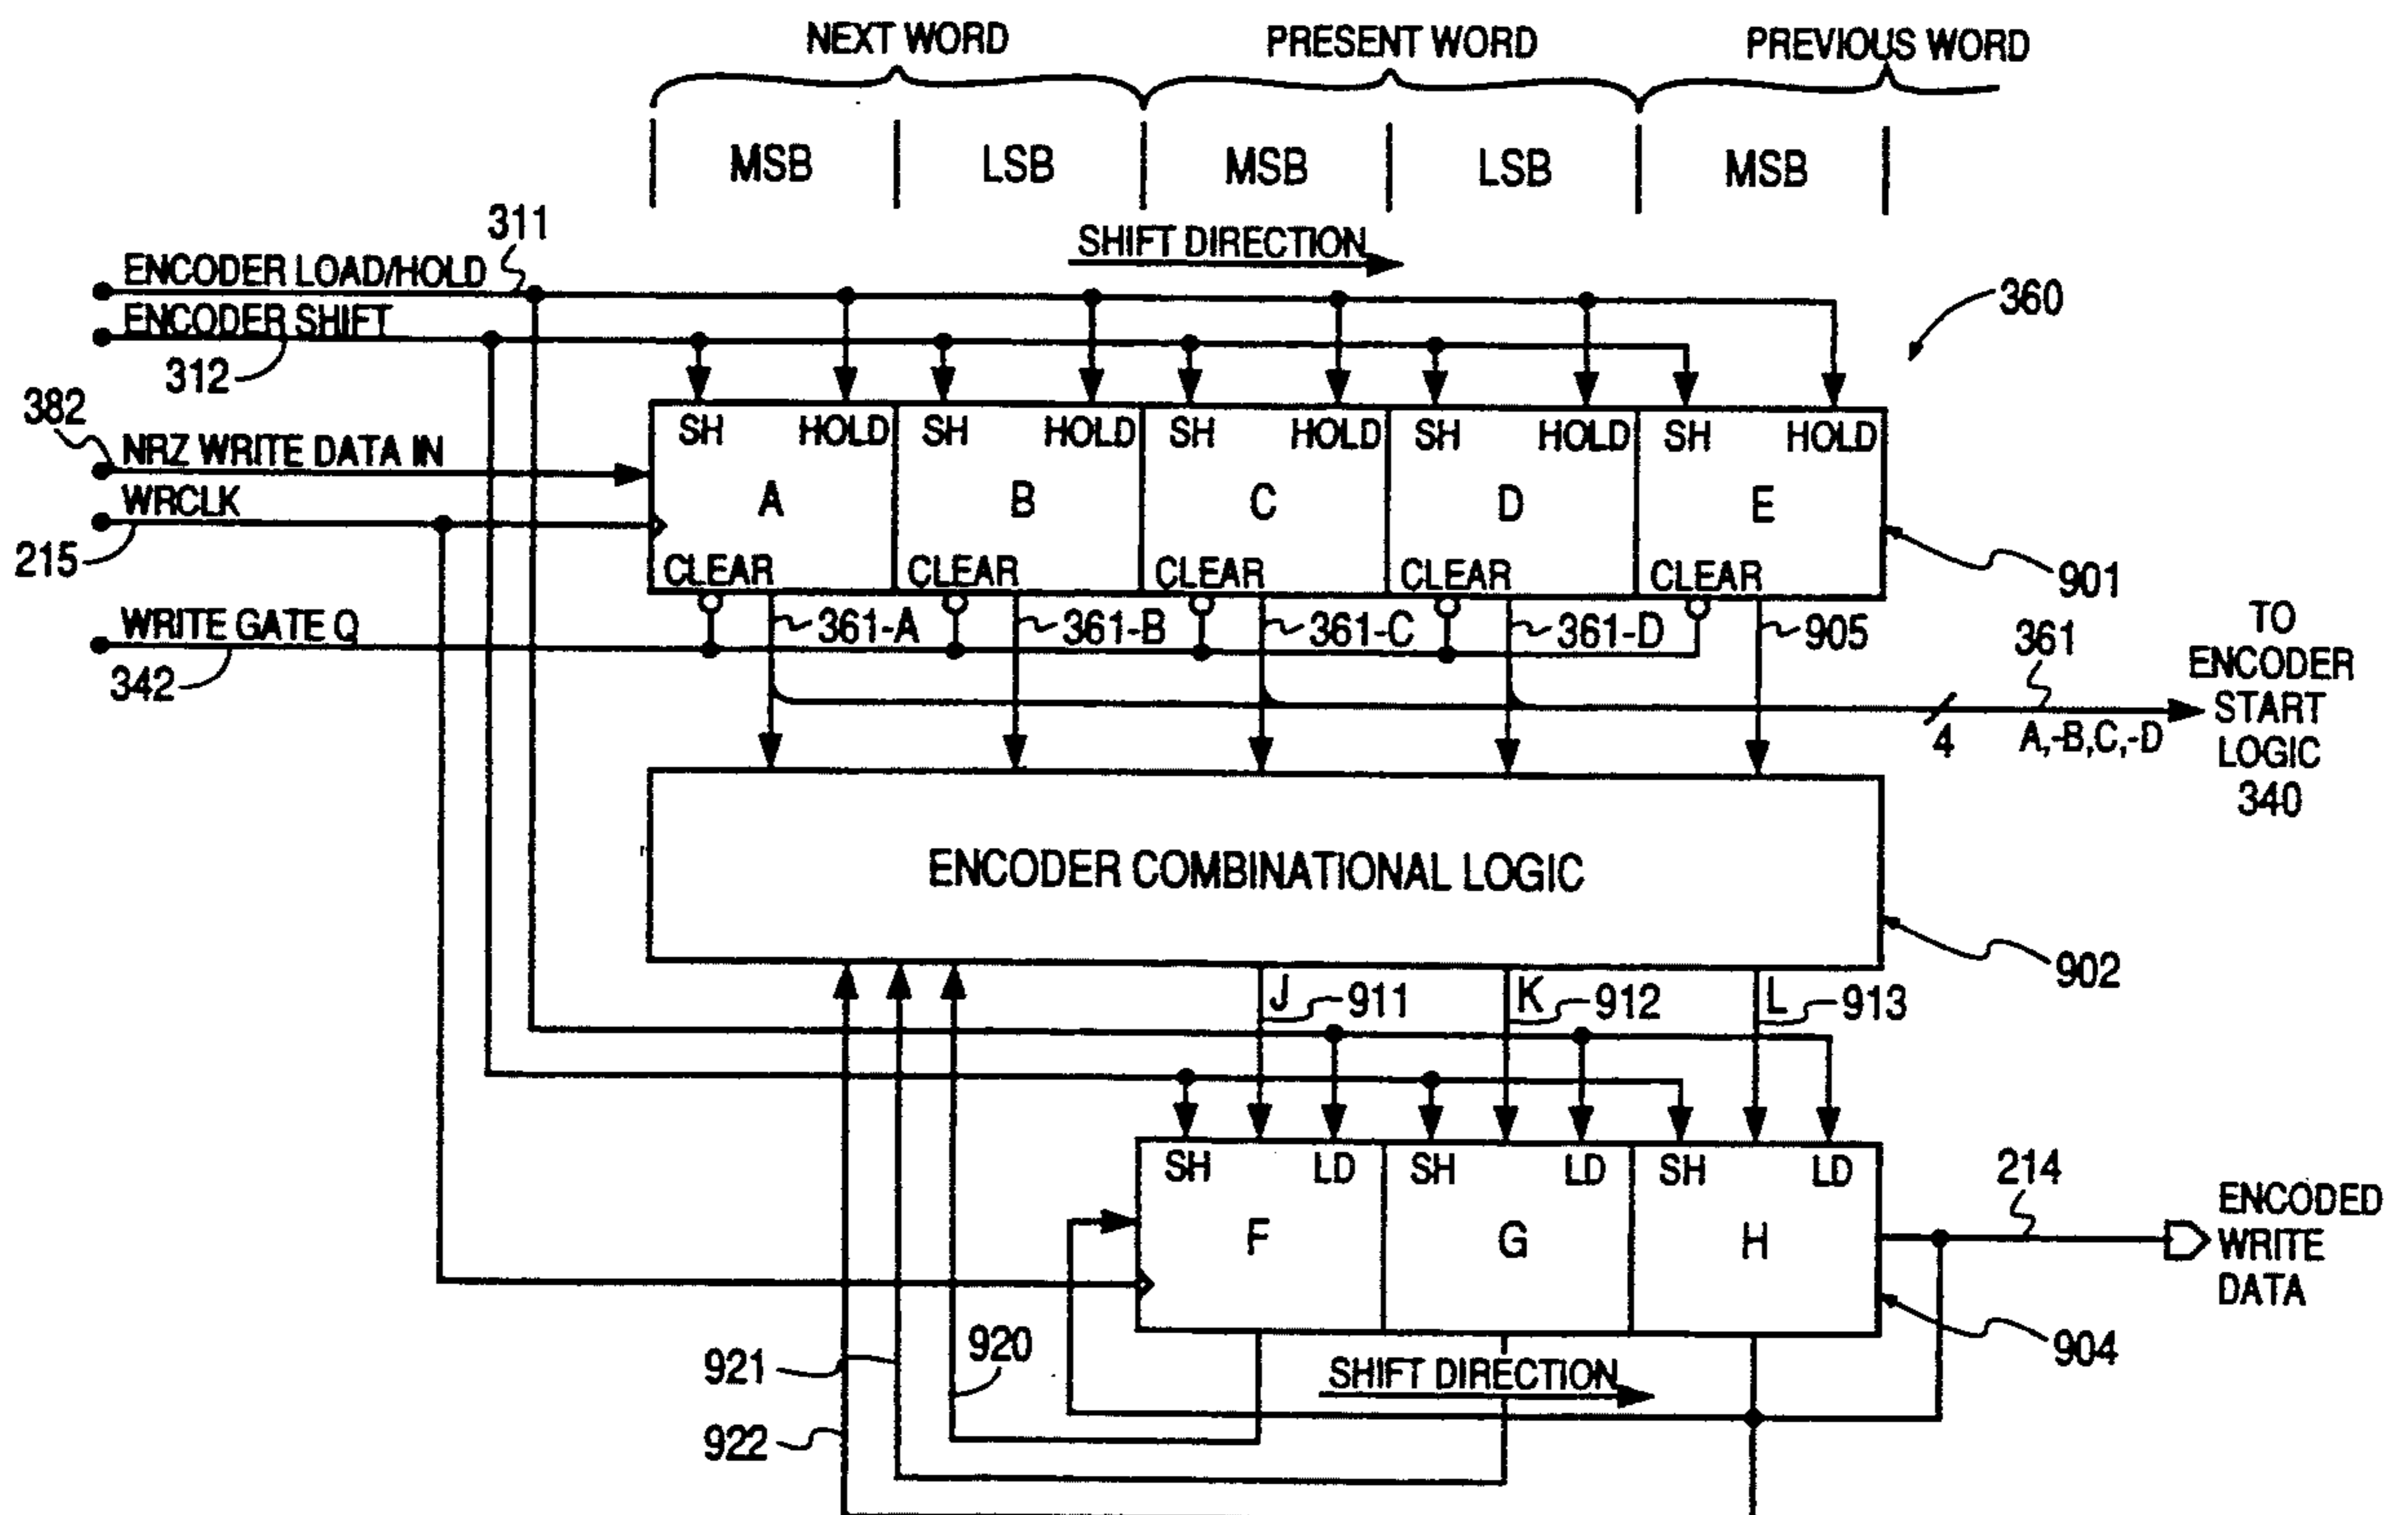 NEXT WORD PRESENT WORD PREVIOUS WORD
MSB LSB MSB LSB MSB
311
SHIFT DIRECTION
ENCODER LOAD/HOLD
360
ENCODER SHIFT
312
382
SH HOLD SH HOLD SH HOLD SH HOLD SH HOLD
NRZ WRITE DATA IN
WRCLK
A B C D E
215
CLEAR CLEAR CLEAR CLEAR CLEAR
901
WRITE GATE Q
361-A 361-B 361-C 361-D 905
342
361
4
A,-B,C,-D
TO
ENCODER
START
LOGIC
340
ENCODER COMBINATIONAL LOGIC
902
J 911 K 912 L 913
SH LD SH LD SH LD
214
F G H
ENCODED
WRITE
DATA
904
921
920
SHIFT DIRECTION
922